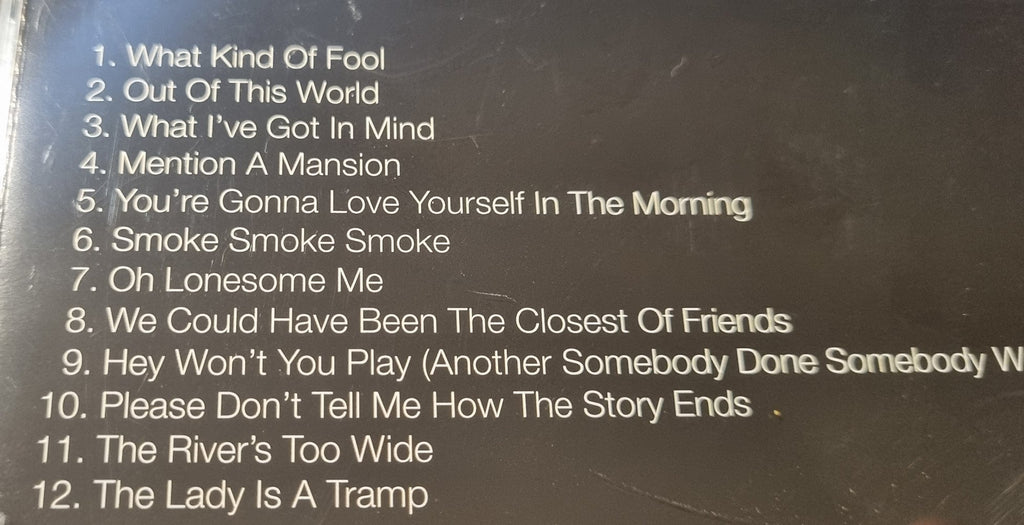 1. What Kind Of Fool
2. Out Of This World
3. What I've Got In Mind
4. Mention A Mansion
5. You're Gonna Love Yourself In The Morning
6. Smoke Smoke Smoke
7. Oh Lonesome Me
8. We Could Have Been The Closest Of Friends
9. Hey Won't You Play (Another Somebody Done Somebody W
10. Please Don't Tell Me How The Story Ends
11. The River's Too Wide
12. The Lady Is A Tramp